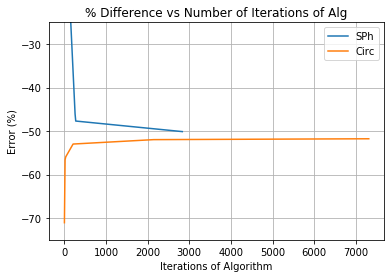 % Difference vs Number of Iterations of Alg
SPh
Circ
Error (%)
−30
−40
−50
−60
−70
0 1000 2000 3000 4000 5000 6000 7000
Iterations of Algorithm